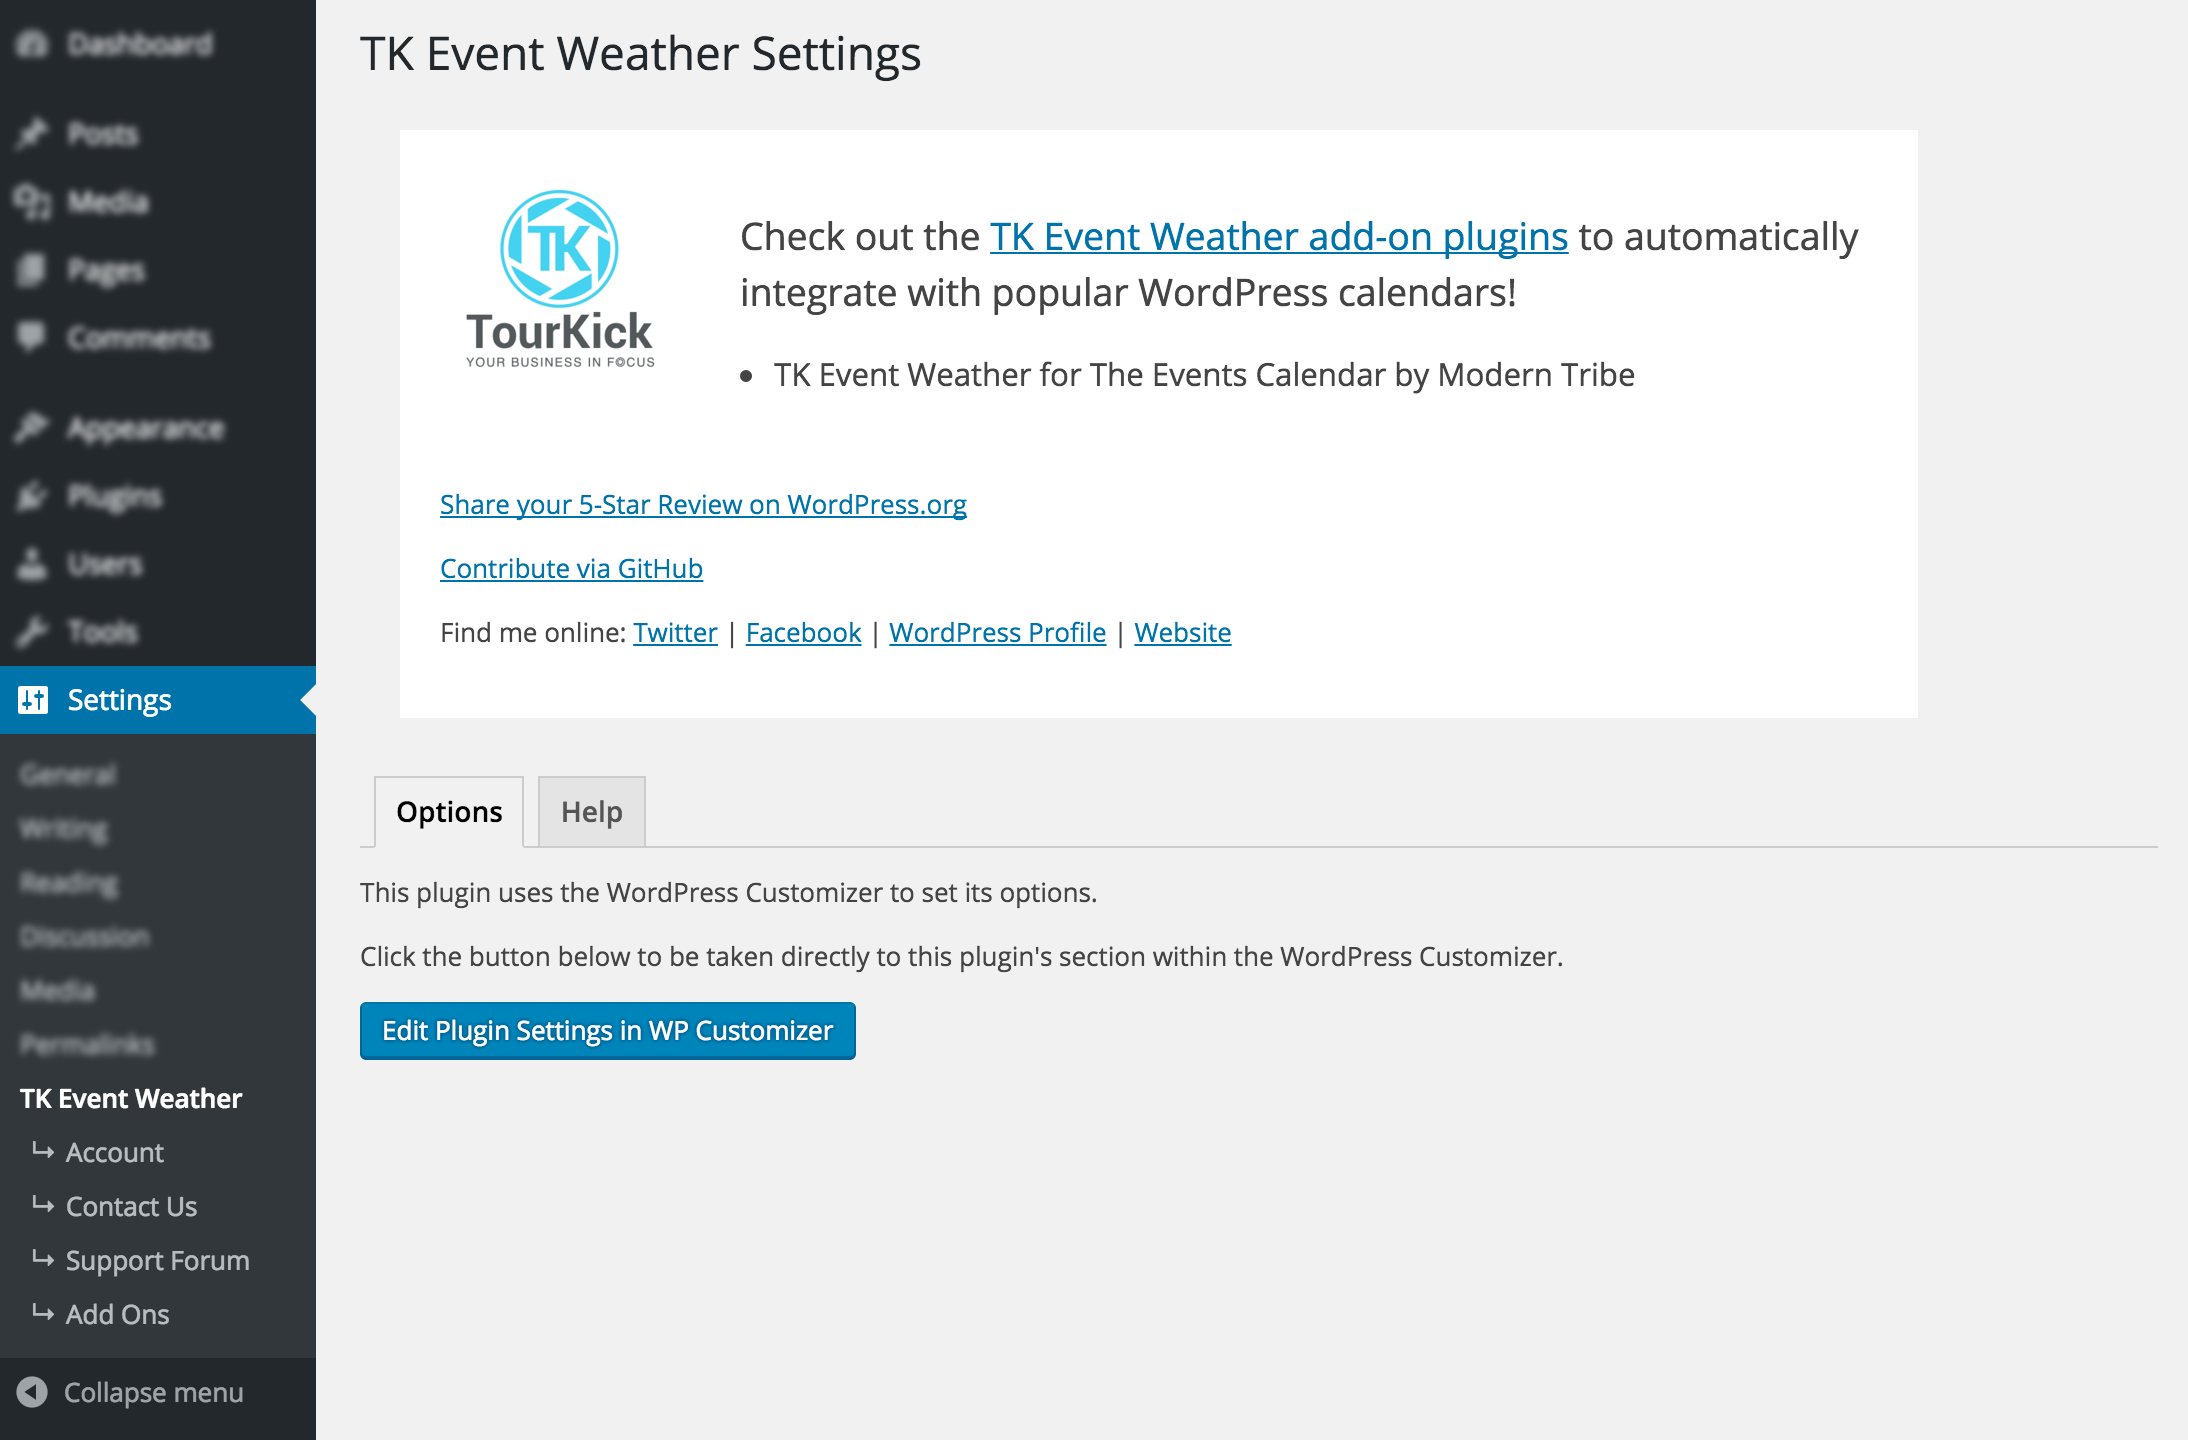 Dashboard
Posts
Media
Pages
Comments
Appearance
Plugins
Users
Tools
Settings
General
Writing
Reading
Discussion
Media
Permalinks
TK Event Weather
Account
Contact Us
Support Forum
Add Ons
Collapse menu
TK Event Weather Settings
TK
TourKick
YOUR BUSINESS IN FOCUS
Check out the TK Event Weather add-on plugins to automatically
integrate with popular WordPress calendars!
• TK Event Weather for The Events Calendar by Modern Tribe
Share your 5-Star Review on WordPress.org
Contribute via GitHub
Find me online: Twitter | Facebook | WordPress Profile | Website
Options Help
This plugin uses the WordPress Customizer to set its options.
Click the button below to be taken directly to this plugin's section within the WordPress Customizer.
Edit Plugin Settings in WP Customizer